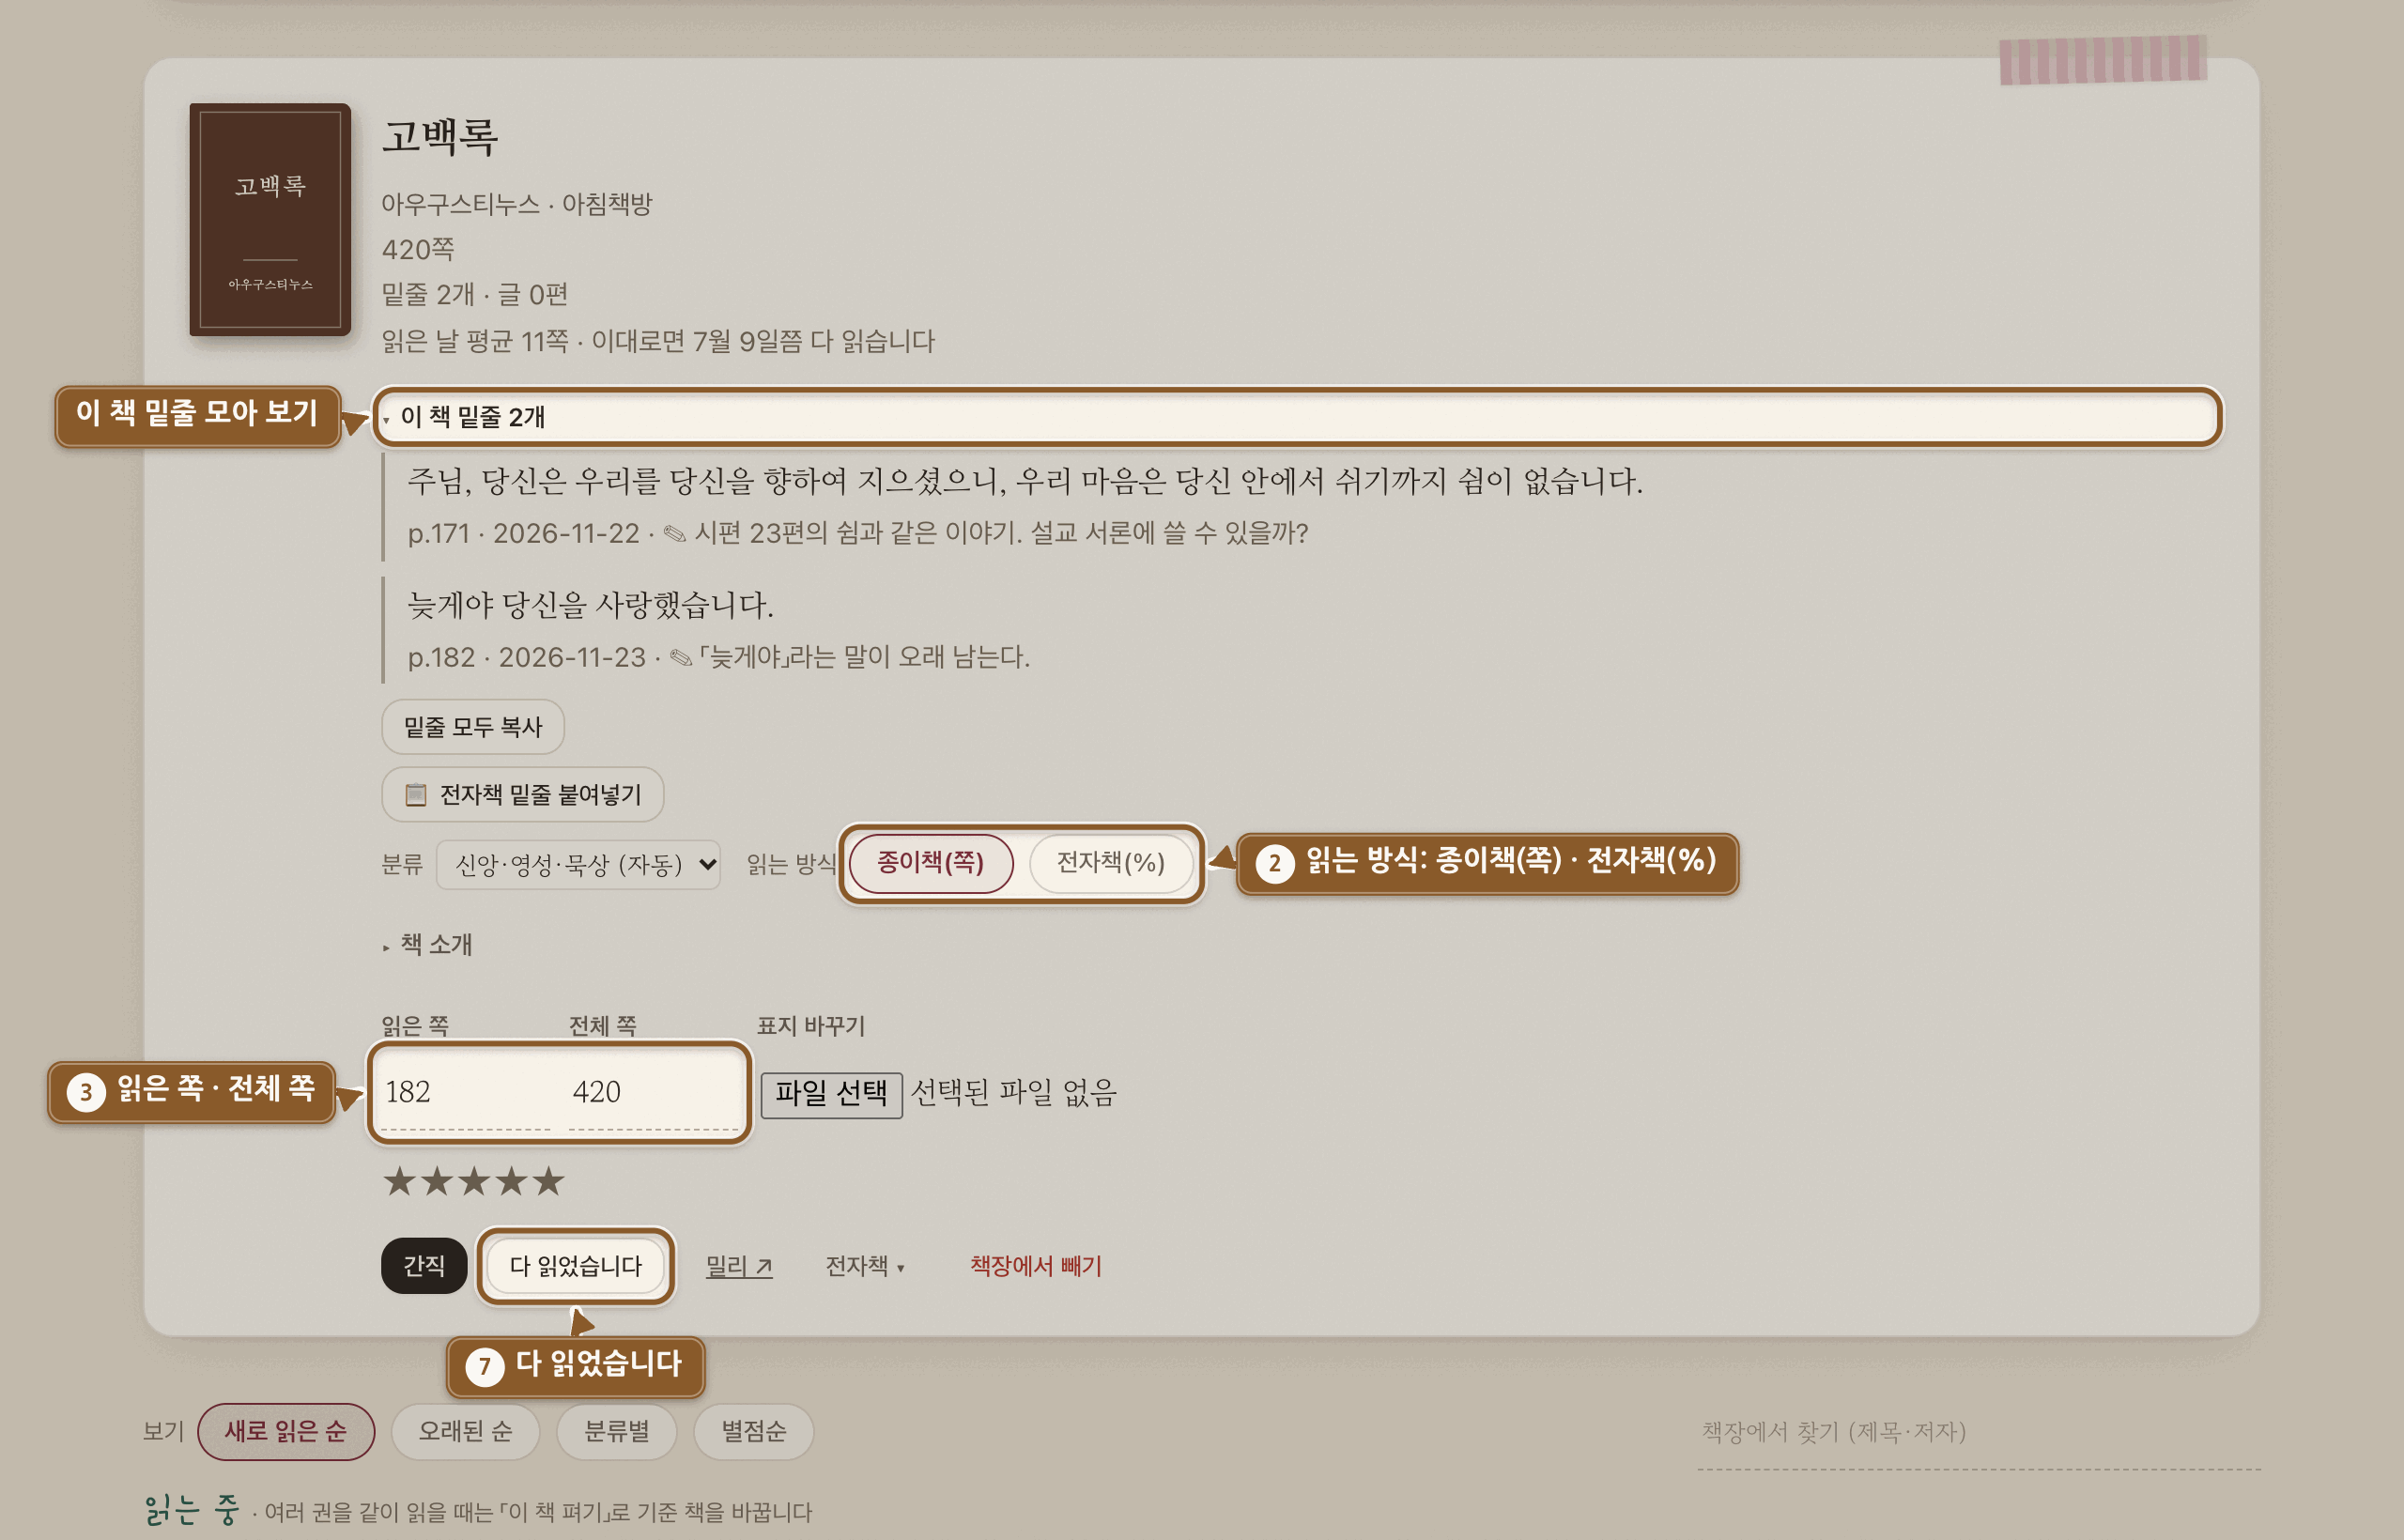 고백록
아우구스티누스
고백록
아우구스티누스 · 아침책방
420쪽
밑줄 2개 · 글 0편
읽은 날 평균 11쪽 · 이대로면 7월 9일쯤 다 읽습니다
이 책 밑줄 모아 보기
▾ 이 책 밑줄 2개
주님, 당신은 우리를 당신을 향하여 지으셨으니, 우리 마음은 당신 안에서 쉬기까지 쉼이 없습니다.
p.171 · 2026-11-22 · ✎ 시편 23편의 쉼과 같은 이야기. 설교 서론에 쓸 수 있을까?
늦게야 당신을 사랑했습니다.
p.182 · 2026-11-23 · ✎ 「늦게야」라는 말이 오래 남는다.
밑줄 모두 복사
📋 전자책 밑줄 붙여넣기
분류 신앙·영성·묵상 (자동) 읽는 방식 종이책(쪽) 전자책(%)
2 읽는 방식: 종이책(쪽) · 전자책(%)
▸ 책 소개
읽은 쪽 전체 쪽 표지 바꾸기
3 읽은 쪽 · 전체 쪽
182 420 파일 선택 선택된 파일 없음
★★★★★
간직 다 읽었습니다 밀리 ↗ 전자책 ▾ 책장에서 빼기
7 다 읽었습니다
보기 새로 읽은 순 오래된 순 분류별 별점순 책장에서 찾기 (제목·저자)
읽는 중 · 여러 권을 같이 읽을 때는 「이 책 펴기」로 기준 책을 바꿉니다